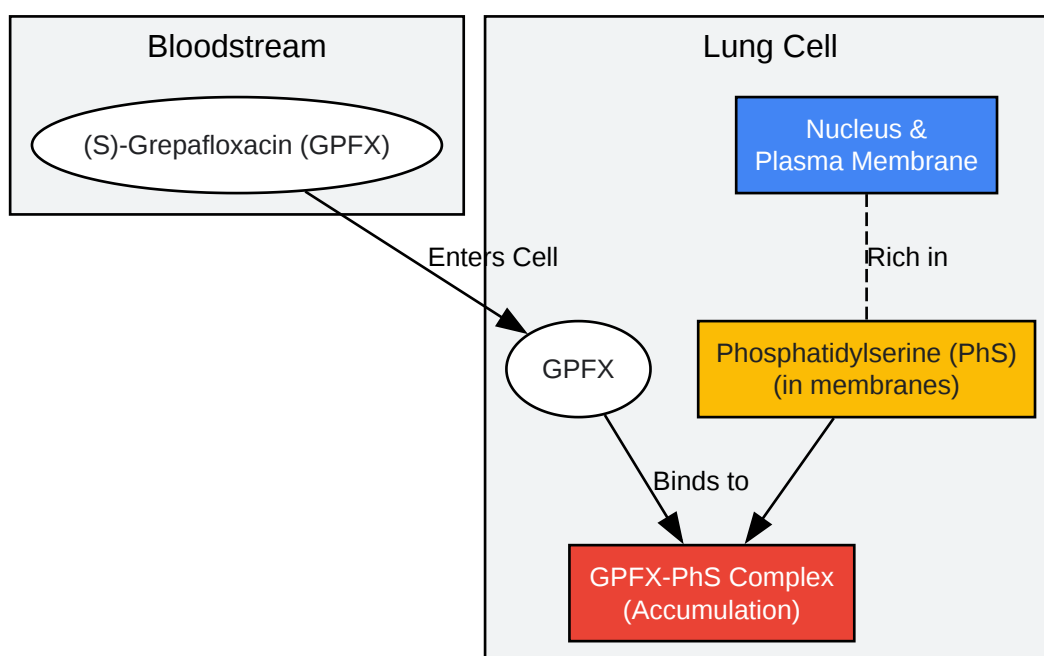 Bloodstream
(S)-Grepafloxacin (GPFX)
Enters Cell
Lung Cell
Nucleus &
Plasma Membrane
Rich in
GPFX
Phosphatidylserine (PhS)
(in membranes)
Binds to
GPFX-PhS Complex
(Accumulation)